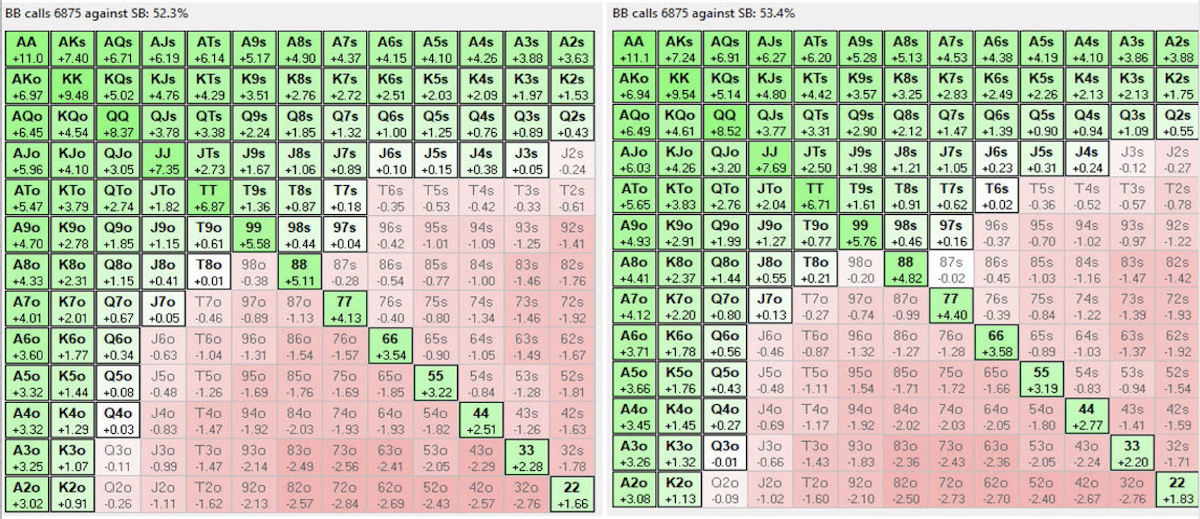 BB calls 6875 against SB: 52.3%
AA AKs AQs AJs ATs A9s A8s A7s A6s A5s A4s A3s A2s
+11.0 +7.40 +6.71 +6.19 +6.14 +5.17 +4.90 +4.37 +4.15 +4.10 +4.26 +3.88 +3.63
AKo KK KQs KJs KTs K9s K8s K7s K6s K5s K4s K3s K2s
+6.97 +9.48 +5.02 +4.76 +4.29 +3.51 +2.76 +2.72 +2.51 +2.03 +2.09 +1.97 +1.53
AQo KQo QQ QJs QTs Q9s Q8s Q7s Q6s Q5s Q4s Q3s Q2s
+6.45 +4.54 +8.37 +3.78 +3.38 +2.24 +1.85 +1.32 +1.00 +1.25 +0.76 +0.89 +0.43
AJo KJo QJo JJ JTs J9s J8s J7s J6s J5s J4s J3s J2s
+5.96 +4.10 +3.05 +7.35 +2.73 +1.67 +1.06 +0.89 +0.10 +0.15 +0.38 +0.05 -0.24
ATo KTo QTo JTo TT T9s T8s T7s T6s T5s T4s T3s T2s
+5.47 +3.79 +2.74 +1.82 +6.87 +1.36 +0.87 +0.18 -0.35 -0.53 -0.42 -0.33 -0.61
A9o K9o Q9o J9o T9o 99 98s 97s 96s 95s 94s 93s 92s
+4.70 +2.78 +1.85 +1.15 +0.61 +5.58 +0.44 +0.04 -0.42 -1.01 -1.09 -1.25 -1.41
A8o K8o Q8o J8o T8o 98o 88 87s 86s 85s 84s 83s 82s
+4.33 +2.31 +1.15 +0.41 +0.01 -0.38 +5.11 -0.28 -0.54 -0.77 -1.00 -1.46 -1.76
A7o K7o Q7o J7o T7o 97o 87o 77 76s 75s 74s 73s 72s
+4.01 +2.01 +0.67 +0.05 -0.46 -0.89 -1.13 +4.13 -0.40 -0.80 -1.34 -1.46 -1.92
A6o K6o Q6o J6o T6o 96o 86o 76o 66 65s 64s 63s 62s
+3.60 +1.77 +0.34 -0.63 -1.04 -1.31 -1.54 -1.57 +3.54 -0.90 -1.05 -1.49 -1.67
A5o K5o Q5o J5o T5o 95o 85o 75o 65o 55 54s 53s 52s
+3.32 +1.44 +0.08 -0.48 -1.26 -1.69 -1.76 -1.69 -1.85 +3.22 -0.84 -1.28 -1.81
A4o K4o Q4o J4o T4o 94o 84o 74o 64o 54o 44 43s 42s
+3.32 +1.29 +0.03 -0.83 -1.47 -1.92 -2.03 -1.93 -1.93 -1.82 +2.51 -1.26 -1.63
A3o K3o Q3o J3o T3o 93o 83o 73o 63o 53o 43o 33 32s
+3.25 +1.07 -0.11 -0.99 -1.47 -2.14 -2.49 -2.56 -2.41 -2.05 -2.29 +2.28 -1.78
A2o K2o Q2o J2o T2o 92o 82o 72o 62o 52o 42o 32o 22
+3.02 +0.91 -0.26 -1.11 -1.62 -2.13 -2.57 -2.84 -2.69 -2.43 -2.57 -2.76 +1.66
BB calls 6875 against SB: 53.4%
AA AKs AQs AJs ATs A9s A8s A7s A6s A5s A4s A3s A2s
+11.1 +7.24 +6.91 +6.27 +6.20 +5.28 +5.13 +4.53 +4.38 +4.19 +4.10 +3.86 +3.88
AKo KK KQs KJs KTs K9s K8s K7s K6s K5s K4s K3s K2s
+6.94 +9.54 +5.14 +4.80 +4.42 +3.57 +3.25 +2.83 +2.49 +2.26 +2.13 +2.13 +1.75
AQo KQo QQ QJs QTs Q9s Q8s Q7s Q6s Q5s Q4s Q3s Q2s
+6.49 +4.61 +8.52 +3.77 +3.31 +2.90 +2.12 +1.47 +1.39 +0.90 +0.94 +1.09 +0.55
AJo KJo QJo JJ JTs J9s J8s J7s J6s J5s J4s J3s J2s
+6.03 +4.26 +3.20 +7.69 +2.50 +1.98 +1.21 +1.05 +0.23 +0.31 +0.24 -0.12 -0.27
ATo KTo QTo JTo TT T9s T8s T7s T6s T5s T4s T3s T2s
+5.65 +3.83 +2.76 +2.04 +6.71 +1.61 +0.91 +0.62 +0.02 -0.36 -0.52 -0.57 -0.78
A9o K9o Q9o J9o T9o 99 98s 97s 96s 95s 94s 93s 92s
+4.93 +2.91 +1.99 +1.27 +0.77 +5.76 +0.46 +0.16 -0.37 -0.70 -1.02 -0.97 -1.22
A8o K8o Q8o J8o T8o 98o 88 87s 86s 85s 84s 83s 82s
+4.41 +2.37 +1.44 +0.55 +0.21 -0.20 +4.82 -0.02 -0.45 -1.03 -1.16 -1.47 -1.42
A7o K7o Q7o J7o T7o 97o 87o 77 76s 75s 74s 73s 72s
+4.12 +2.20 +0.80 +0.13 -0.27 -0.74 -0.99 +4.40 -0.39 -0.84 -1.22 -1.39 -1.93
A6o K6o Q6o J6o T6o 96o 86o 76o 66 65s 64s 63s 62s
+3.71 +1.78 +0.56 -0.46 -0.87 -1.32 -1.27 -1.28 +3.58 -0.89 -1.03 -1.37 -1.92
A5o K5o Q5o J5o T5o 95o 85o 75o 65o 55 54s 53s 52s
+3.66 +1.76 +0.43 -0.48 -1.11 -1.54 -1.71 -1.72 -1.66 +3.19 -0.83 -0.94 -1.54
A4o K4o Q4o J4o T4o 94o 84o 74o 64o 54o 44 43s 42s
+3.45 +1.45 +0.27 -0.69 -1.17 -1.92 -2.02 -2.03 -2.05 -1.80 +2.77 -1.41 -1.59
A3o K3o Q3o J3o T3o 93o 83o 73o 63o 53o 43o 33 32s
+3.26 +1.32 -0.01 -0.66 -1.43 -1.83 -2.36 -2.43 -2.36 -2.05 -2.24 +2.20 -1.71
A2o K2o Q2o J2o T2o 92o 82o 72o 62o 52o 42o 32o 22
+3.08 +1.13 -0.09 -1.02 -1.60 -2.10 -2.50 -2.73 -2.70 -2.40 -2.67 -2.76 +1.83